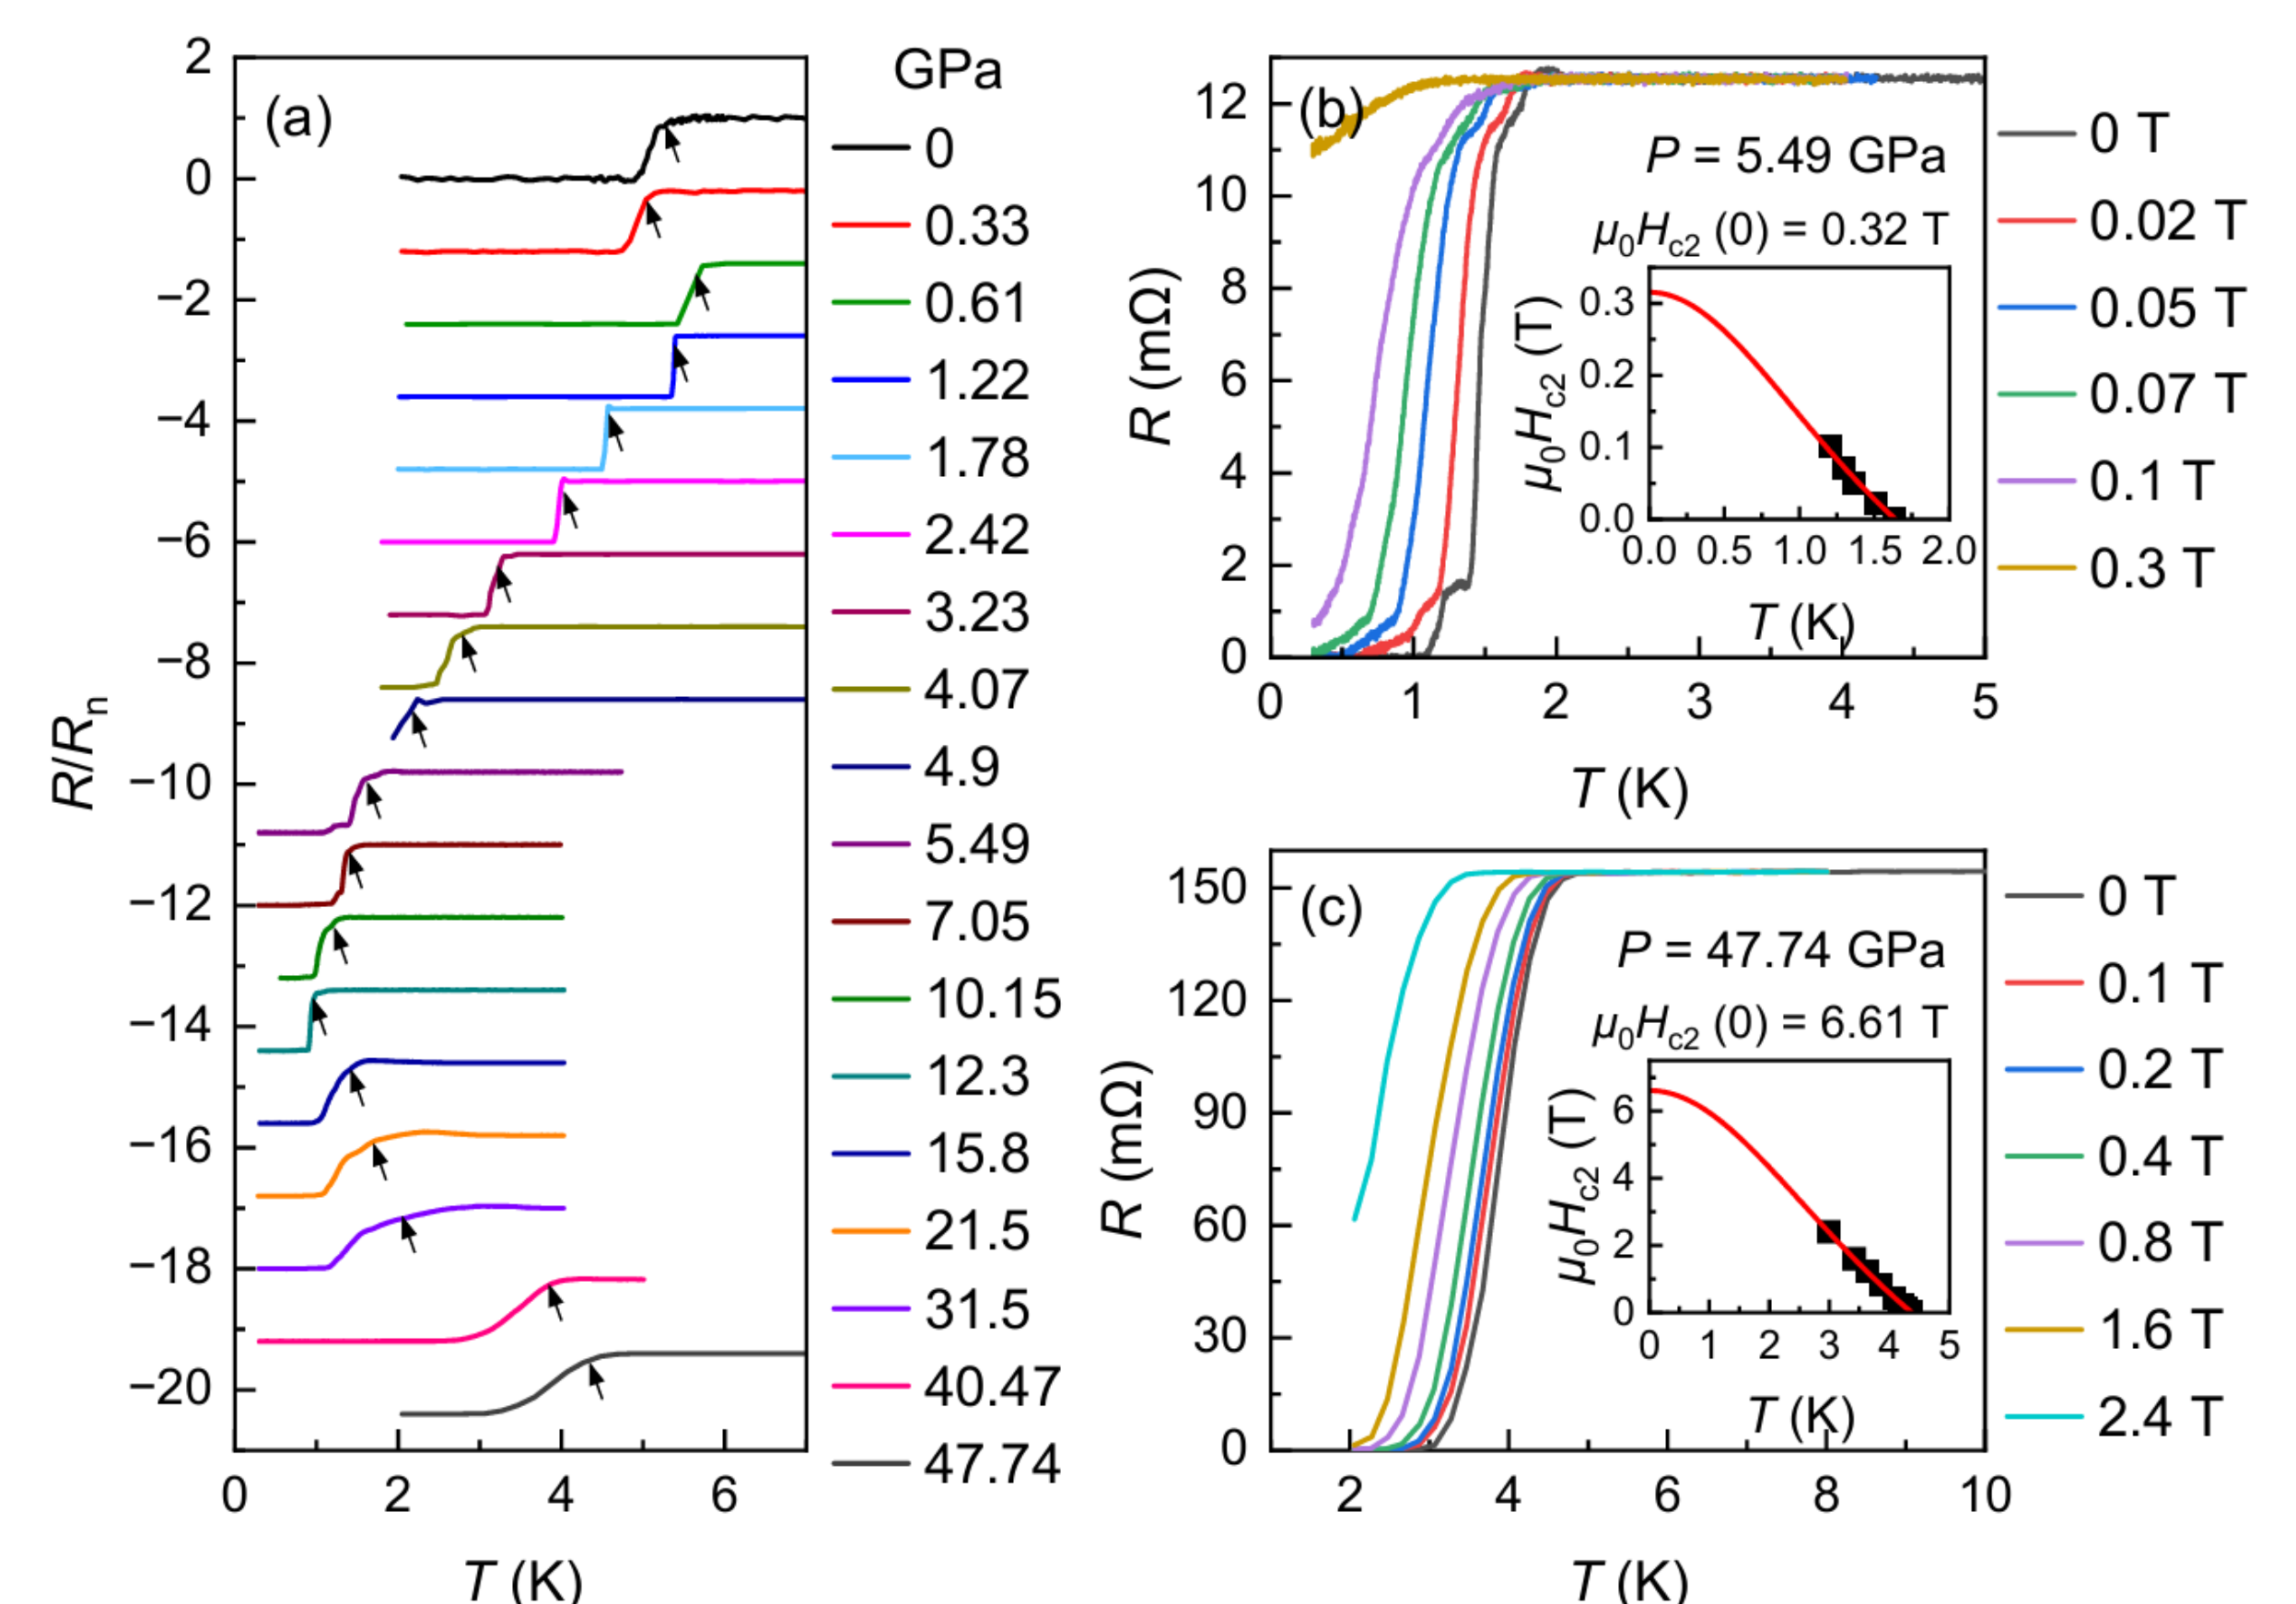 (a)
R/Rn
2
0
−2
−4
−6
−8
−10
−12
−14
−16
−18
−20
0 2 4 6
T (K)
GPa
0
0.33
0.61
1.22
1.78
2.42
3.23
4.07
4.9
5.49
7.05
10.15
12.3
15.8
21.5
31.5
40.47
47.74
(b)
P = 5.49 GPa
μ0Hc2 (0) = 0.32 T
R (mΩ)
12
10
8
6
4
2
0
0 1 2 3 4 5
T (K)
μ0Hc2 (T)
0.3
0.2
0.1
0.0
0.0 0.5 1.0 1.5 2.0
T (K)
0 T
0.02 T
0.05 T
0.07 T
0.1 T
0.3 T
(c)
P = 47.74 GPa
μ0Hc2 (0) = 6.61 T
R (mΩ)
150
120
90
60
30
0
2 4 6 8 10
T (K)
μ0Hc2 (T)
6
4
2
0
0 1 2 3 4 5
T (K)
0 T
0.1 T
0.2 T
0.4 T
0.8 T
1.6 T
2.4 T